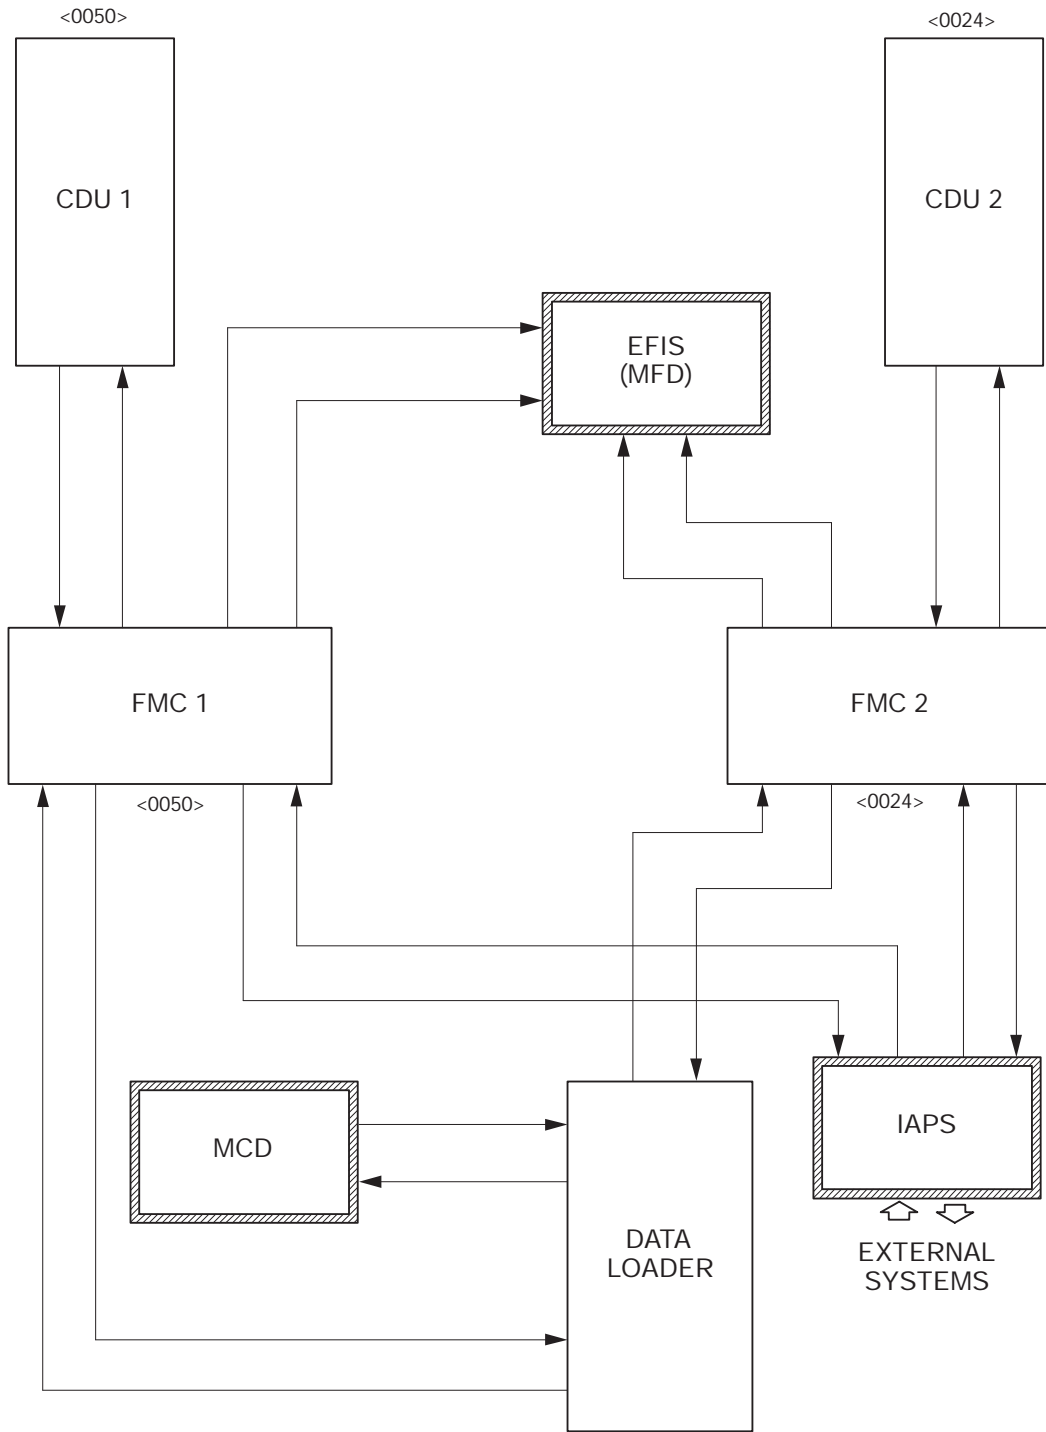 <0050>
<0024>
CDU 1
CDU 2
EFIS
(MFD)
FMC 1
FMC 2
<0050>
<0024>
MCD
IAPS
DATA
LOADER
EXTERNAL
SYSTEMS